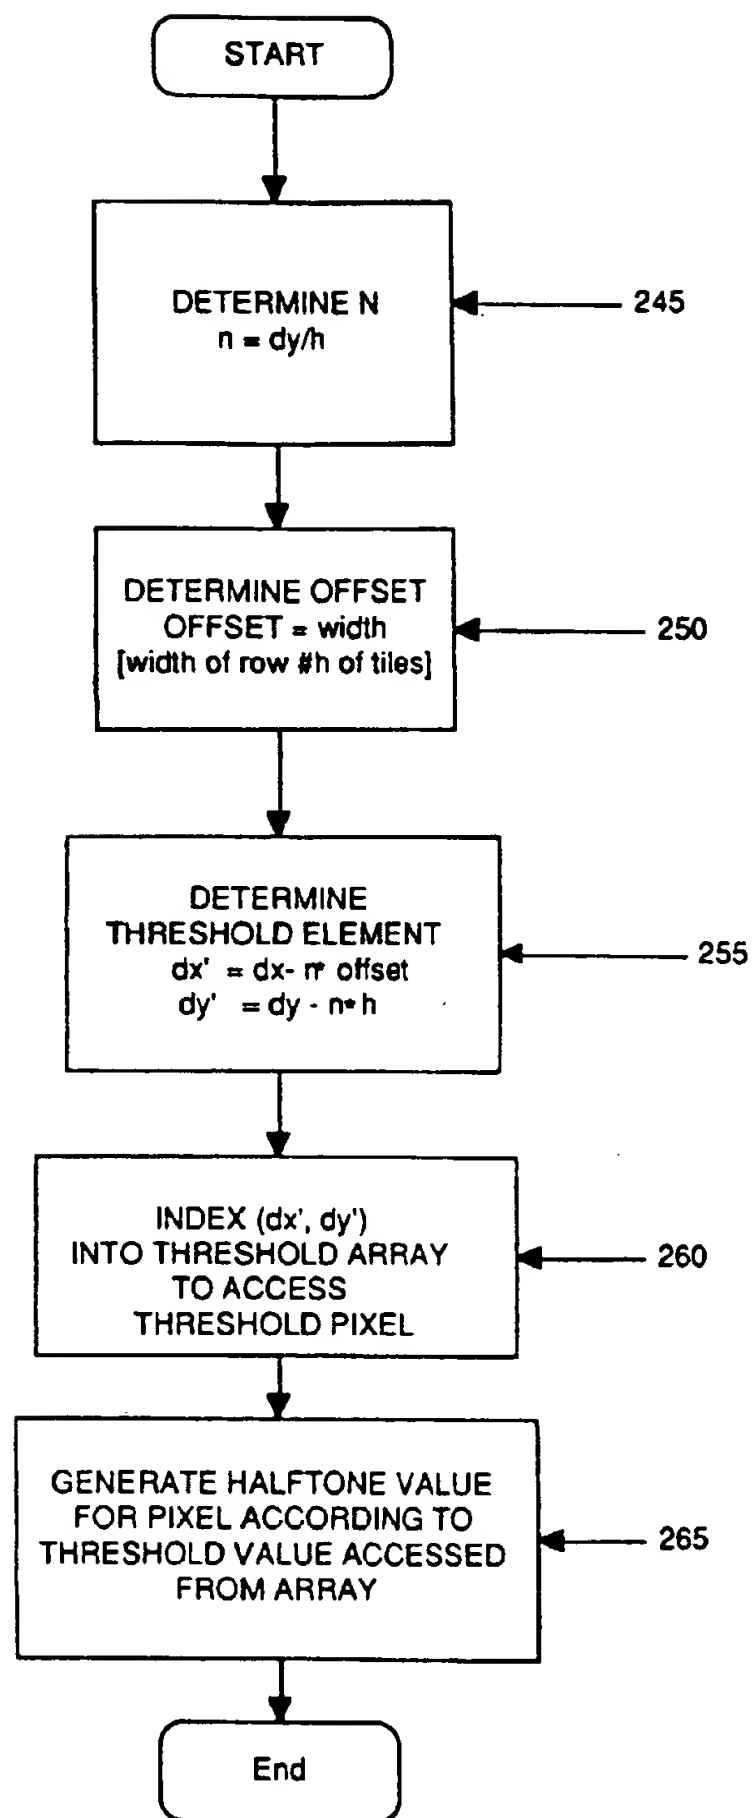 START
DETERMINE N
n = dy/h
245
DETERMINE OFFSET
OFFSET = width
[width of row #h of tiles]
250
DETERMINE
THRESHOLD ELEMENT
dx' = dx- n* offset
dy' = dy - n* h
255
INDEX (dx', dy')
INTO THRESHOLD ARRAY
TO ACCESS
THRESHOLD PIXEL
260
GENERATE HALFTONE VALUE
FOR PIXEL ACCORDING TO
THRESHOLD VALUE ACCESSED
FROM ARRAY
265
End